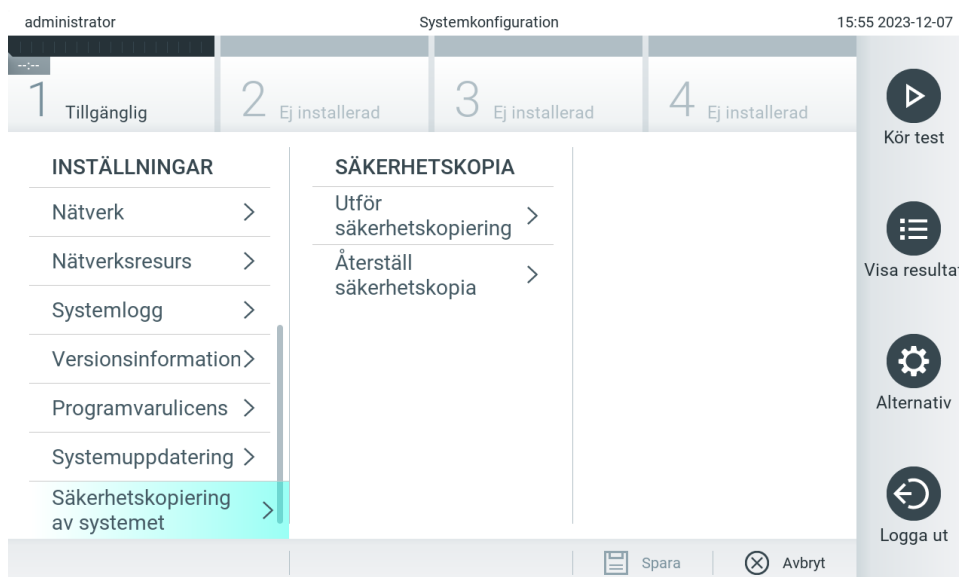 administrator
Systemkonfiguration
15:55 2023-12-07
--:--
1 Tillgänglig
2 Ej installerad
3 Ej installerad
4 Ej installerad
Kör test
Visa resultat
Alternativ
Logga ut
INSTÄLLNINGAR
Nätverk
Nätverksresurs
Systemlogg
Versionsinformation
Programvarulicens
Systemuppdatering
Säkerhetskopiering
av systemet
SÄKERHETSKOPIA
Utför
säkerhetskopiering
Återställ
säkerhetskopia
Spara
Avbryt